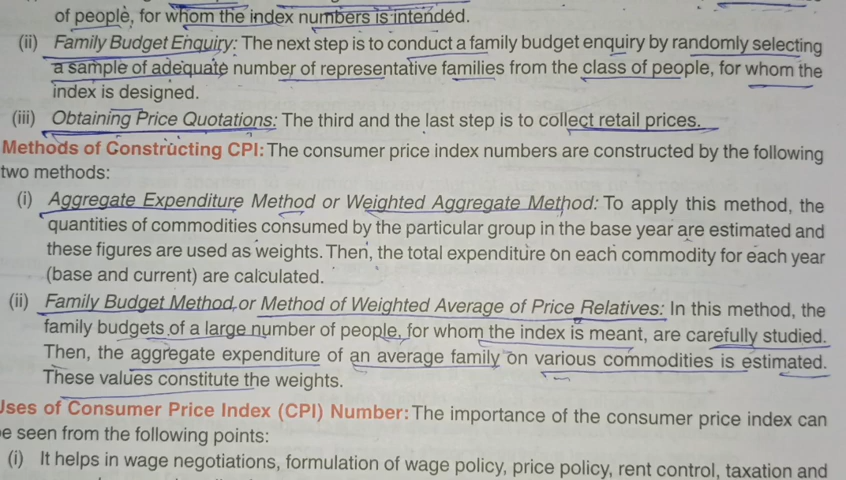 of people, for whom the index numbers is intended.
(ii) Family Budget Enquiry: The next step is to conduct a family budget enquiry by randomly selecting
a sample of adequate number of representative families from the class of people, for whom the
index is designed.
(iii) Obtaining Price Quotations: The third and the last step is to collect retail prices.
Methods of Constructing CPI: The consumer price index numbers are constructed by the following
two methods:
(i) Aggregate Expenditure Method or Weighted Aggregate Method: To apply this method, the
quantities of commodities consumed by the particular group in the base year are estimated and
these figures are used as weights. Then, the total expenditure on each commodity for each year
(base and current) are calculated.
(ii) Family Budget Method or Method of Weighted Average of Price Relatives: In this method, the
family budgets of a large number of people, for whom the index is meant, are carefully studied.
Then, the aggregate expenditure of an average family on various commodities is estimated.
These values constitute the weights.
Uses of Consumer Price Index (CPI) Number: The importance of the consumer price index can
be seen from the following points:
(i) It helps in wage negotiations, formulation of wage policy, price policy, rent control, taxation and